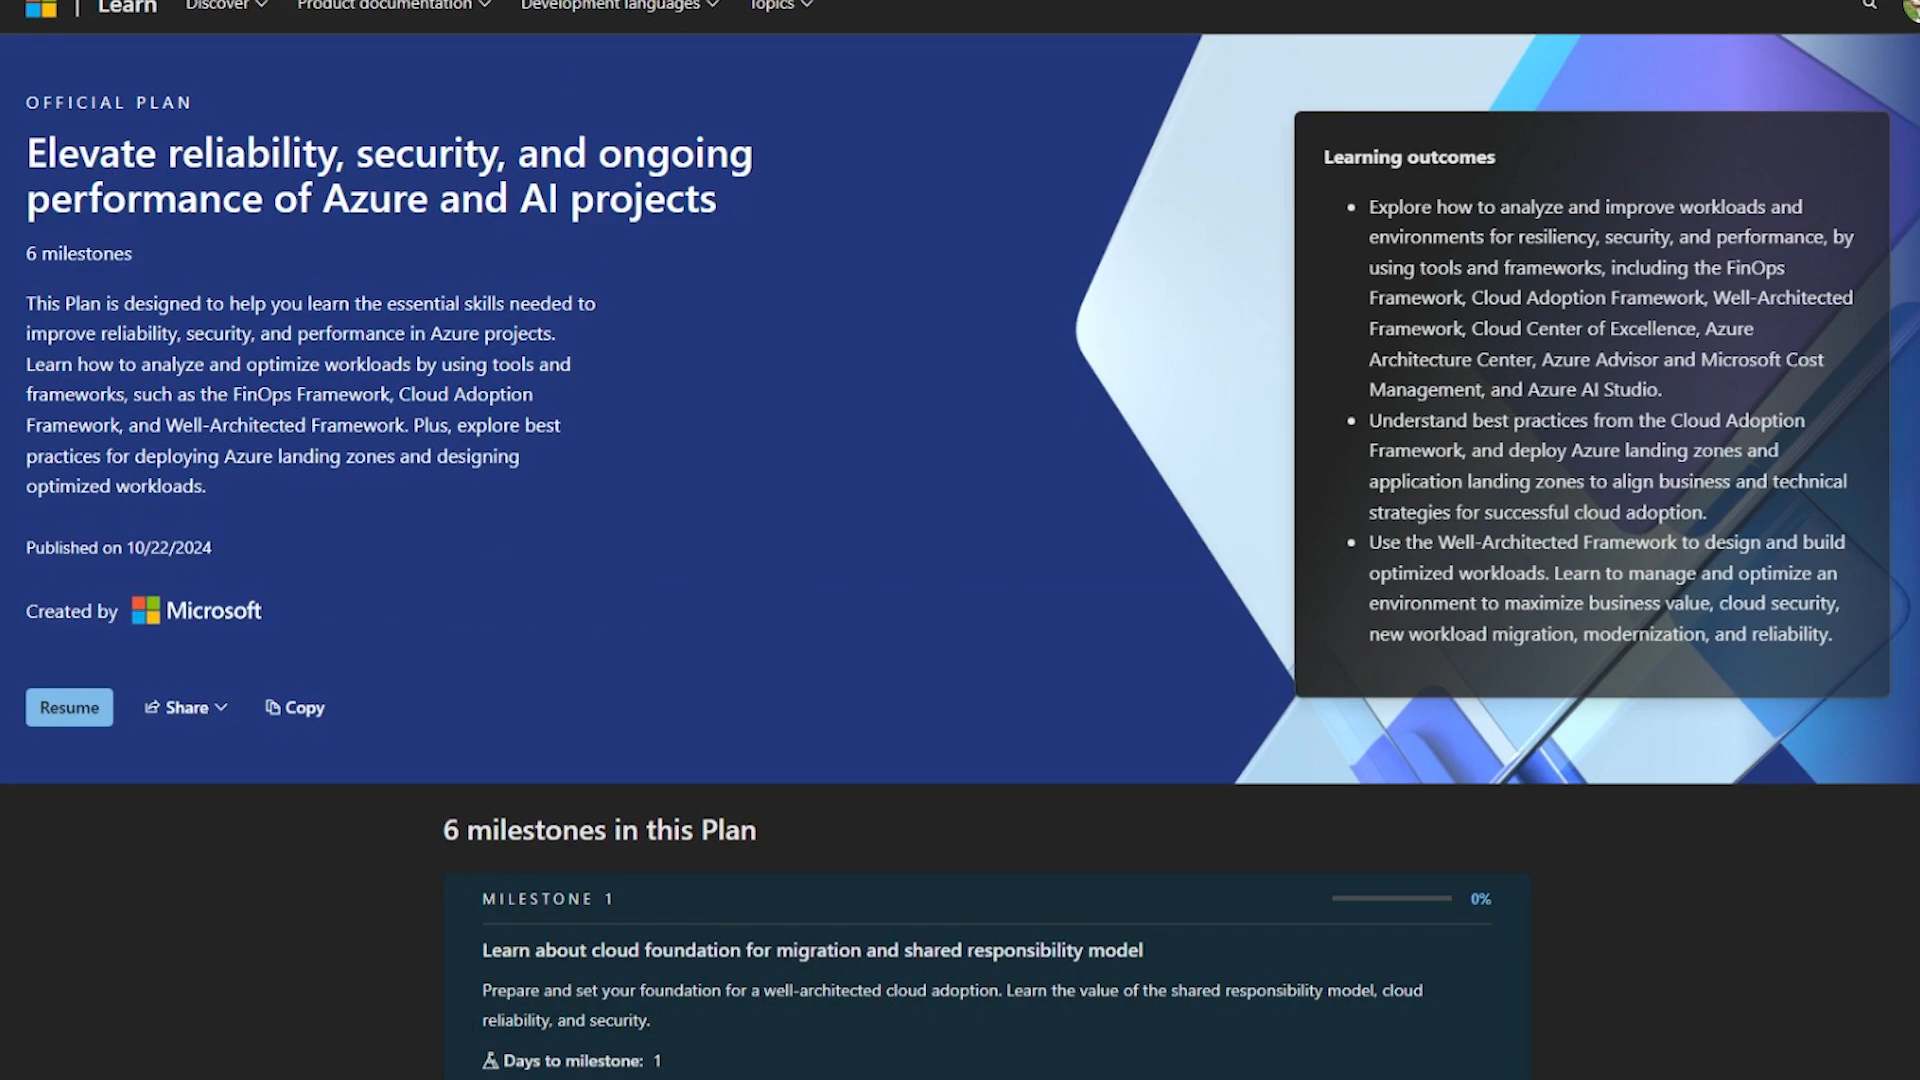 Learn
Discover
Product documentation
Development languages
Topics
OFFICIAL PLAN
Elevate reliability, security, and ongoing
performance of Azure and AI projects
6 milestones
This Plan is designed to help you learn the essential skills needed to
improve reliability, security, and performance in Azure projects.
Learn how to analyze and optimize workloads by using tools and
frameworks, such as the FinOps Framework, Cloud Adoption
Framework, and Well-Architected Framework. Plus, explore best
practices for deploying Azure landing zones and designing
optimized workloads.
Published on 10/22/2024
Created by Microsoft
Resume
Share
Copy
Learning outcomes
• Explore how to analyze and improve workloads and
environments for resiliency, security, and performance, by
using tools and frameworks, including the FinOps
Framework, Cloud Adoption Framework, Well-Architected
Framework, Cloud Center of Excellence, Azure
Architecture Center, Azure Advisor and Microsoft Cost
Management, and Azure AI Studio.
• Understand best practices from the Cloud Adoption
Framework, and deploy Azure landing zones and
application landing zones to align business and technical
strategies for successful cloud adoption.
• Use the Well-Architected Framework to design and build
optimized workloads. Learn to manage and optimize an
environment to maximize business value, cloud security,
new workload migration, modernization, and reliability.
6 milestones in this Plan
MILESTONE 1
0%
Learn about cloud foundation for migration and shared responsibility model
Prepare and set your foundation for a well-architected cloud adoption. Learn the value of the shared responsibility model, cloud
reliability, and security.
Days to milestone: 1